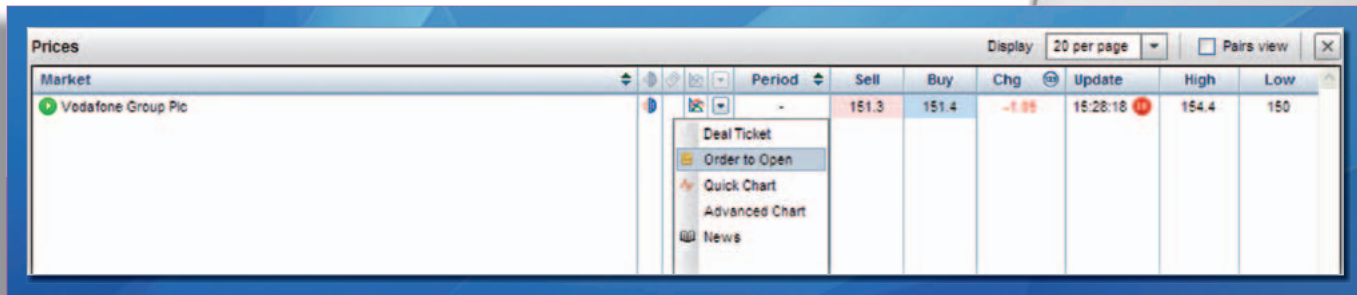 Prices Display 20 per page Pairs view
Market Period Sell Buy Chg Update High Low
Vodafone Group Plc - 151.3 151.4 -1.05 15:28:18 154.4 150
Deal Ticket
Order to Open
Quick Chart
Advanced Chart
News